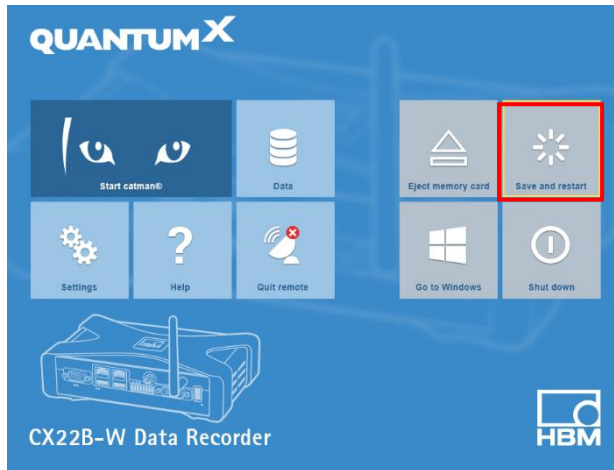 QUANTUMX
Start catman®
Data
Eject memory card
Save and restart
Settings
Help
Quit remote
Go to Windows
Shut down
CX22B-W Data Recorder
HBM